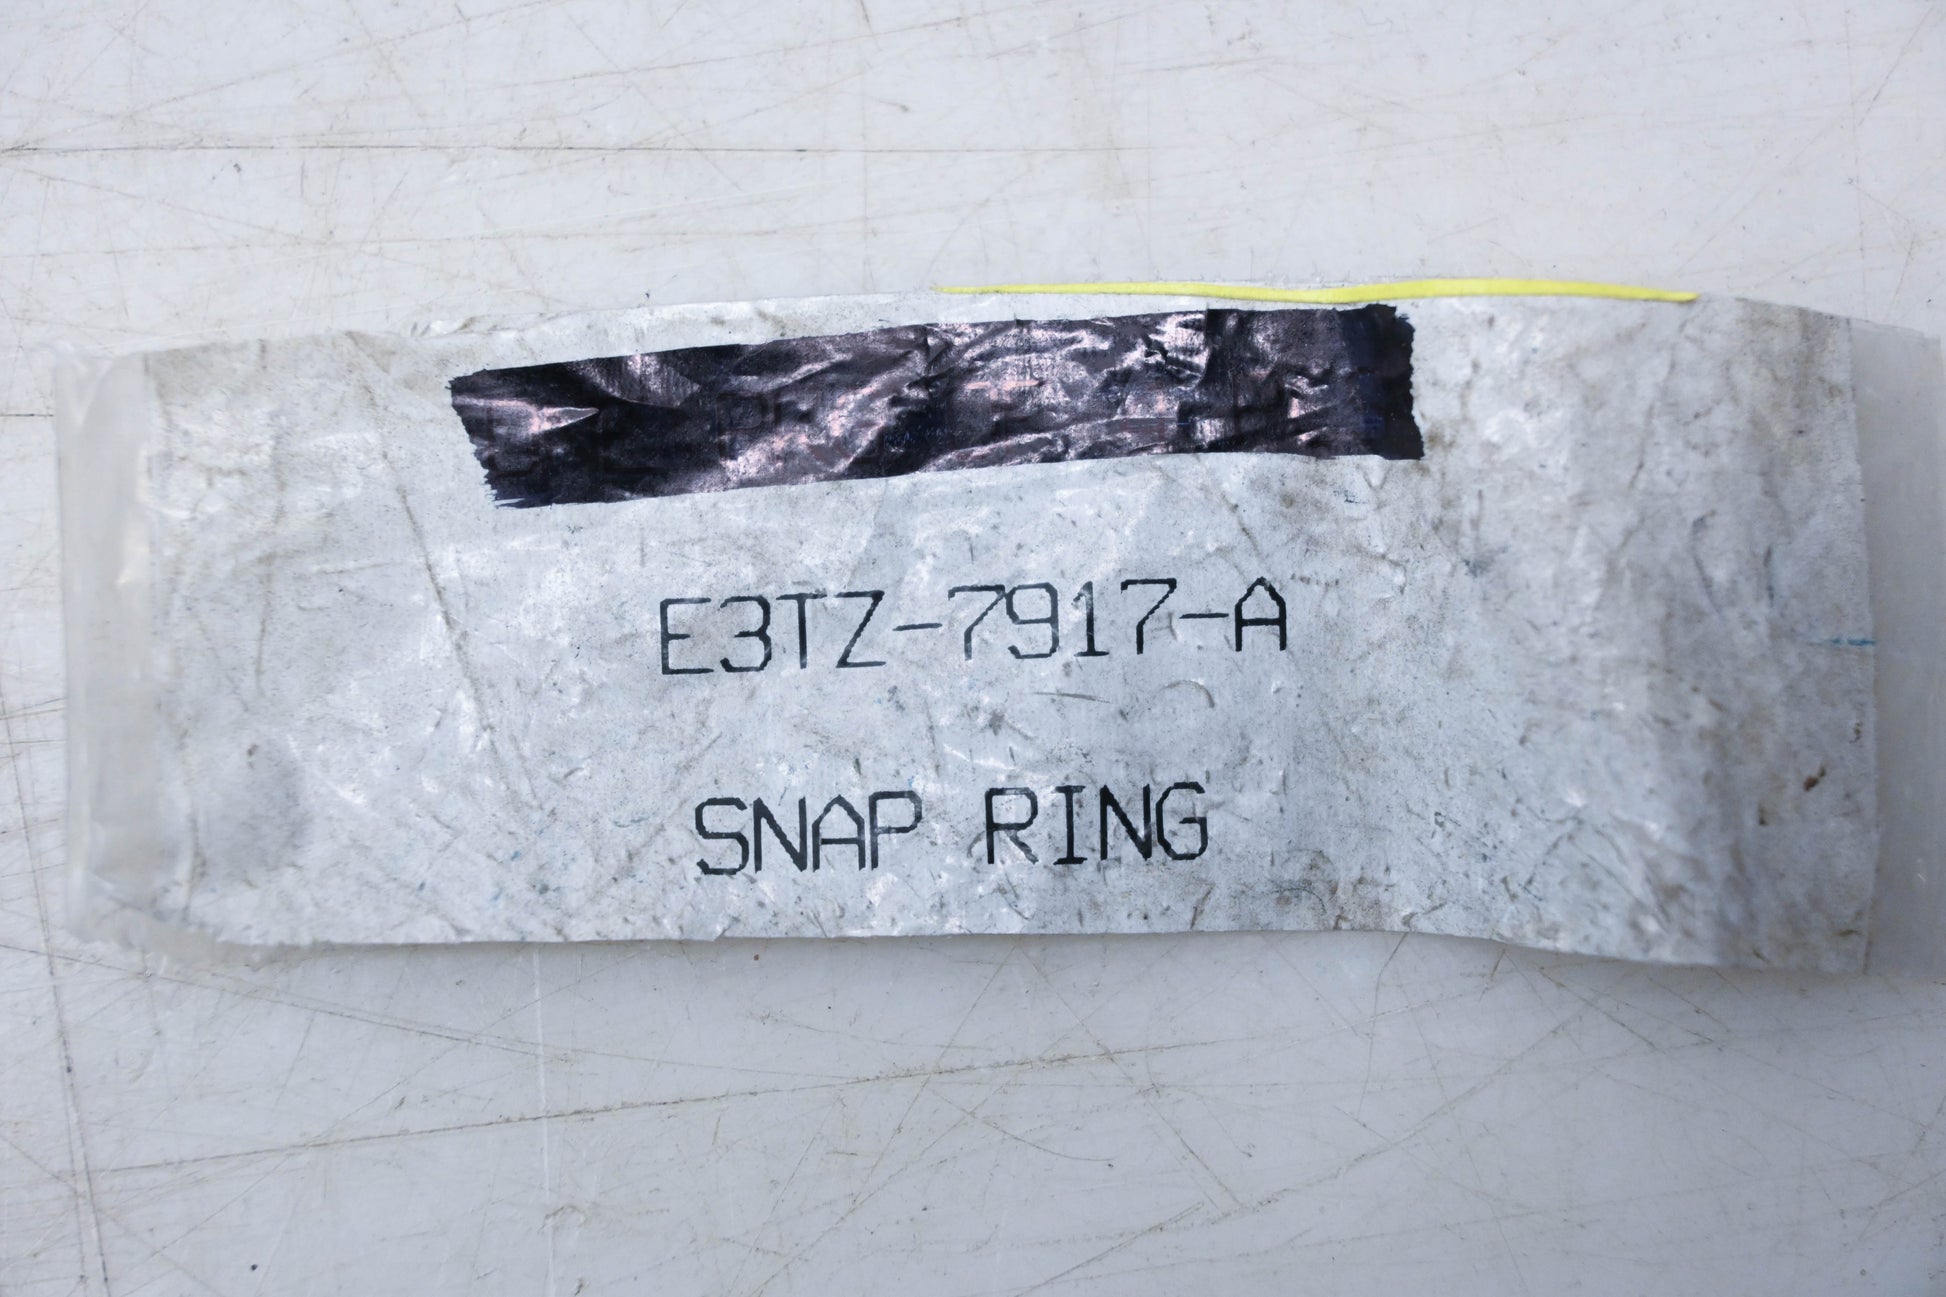 E3TZ-7917-A
SNAP RING